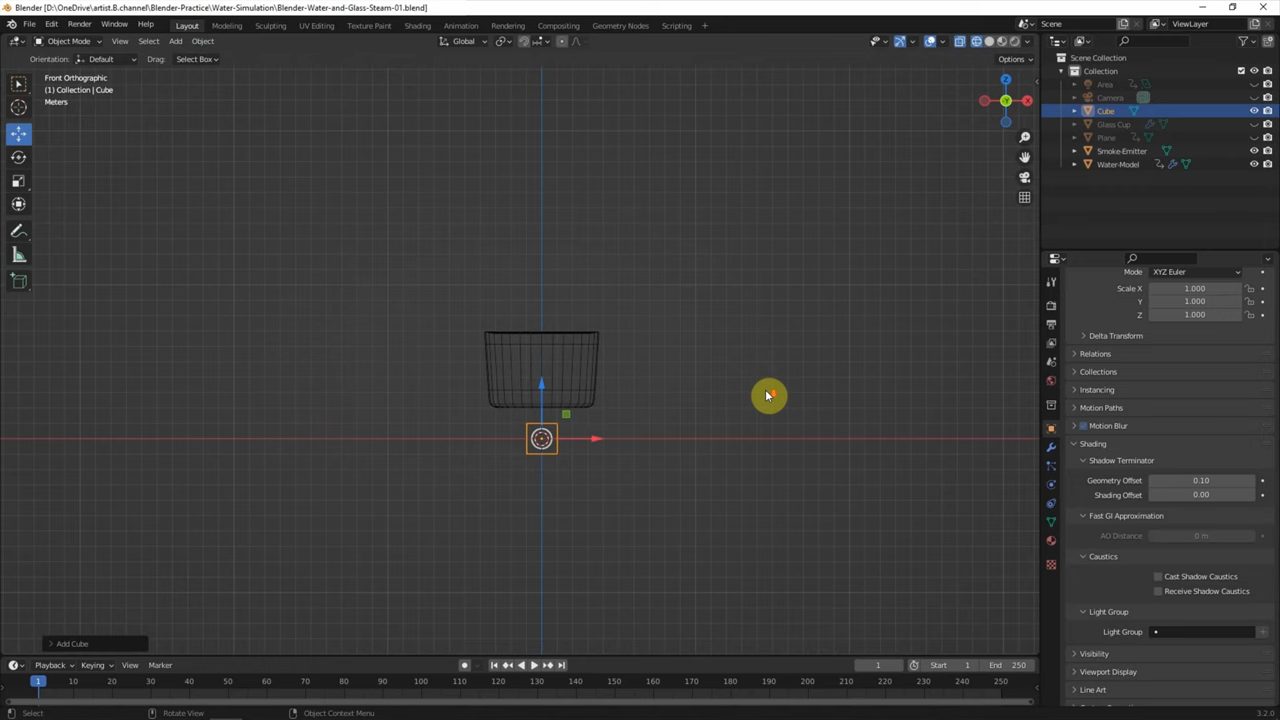 Blender [D:\OneDrive\artist.B.channel\Blender-Practice\Water-Simulation\Blender-Water-and-Glass-Steam-01.blend]
File Edit Render Window Help Layout Modeling Sculpting UV Editing Texture Paint Shading Animation Rendering Compositing Geometry Nodes Scripting + Scene ViewLayer
Object Mode View Select Add Object Global
Orientation: Default Drag: Select Box Options
Front Orthographic
(1) Collection | Cube
Meters
Z
Y
X
Scene Collection
Collection
Area
Camera
Cube
Glass Cup
Plane
Smoke-Emitter
Water-Model
Mode XYZ Euler
Scale X 1.000
Y 1.000
Z 1.000
Delta Transform
Relations
Collections
Instancing
Motion Paths
Motion Blur
Shading
Shadow Terminator
Geometry Offset 0.10
Shading Offset 0.00
Fast GI Approximation
AO Distance 0 m
Caustics
Cast Shadow Caustics
Receive Shadow Caustics
Light Group
Light Group
Visibility
Viewport Display
Line Art
Add Cube
Playback Keying View Marker 1 Start 1 End 250
1 10 20 30 40 50 60 70 80 90 100 110 120 130 140 150 160 170 180 190 200 210 220 230 240 250
Select Rotate View Object Context Menu 3.2.0